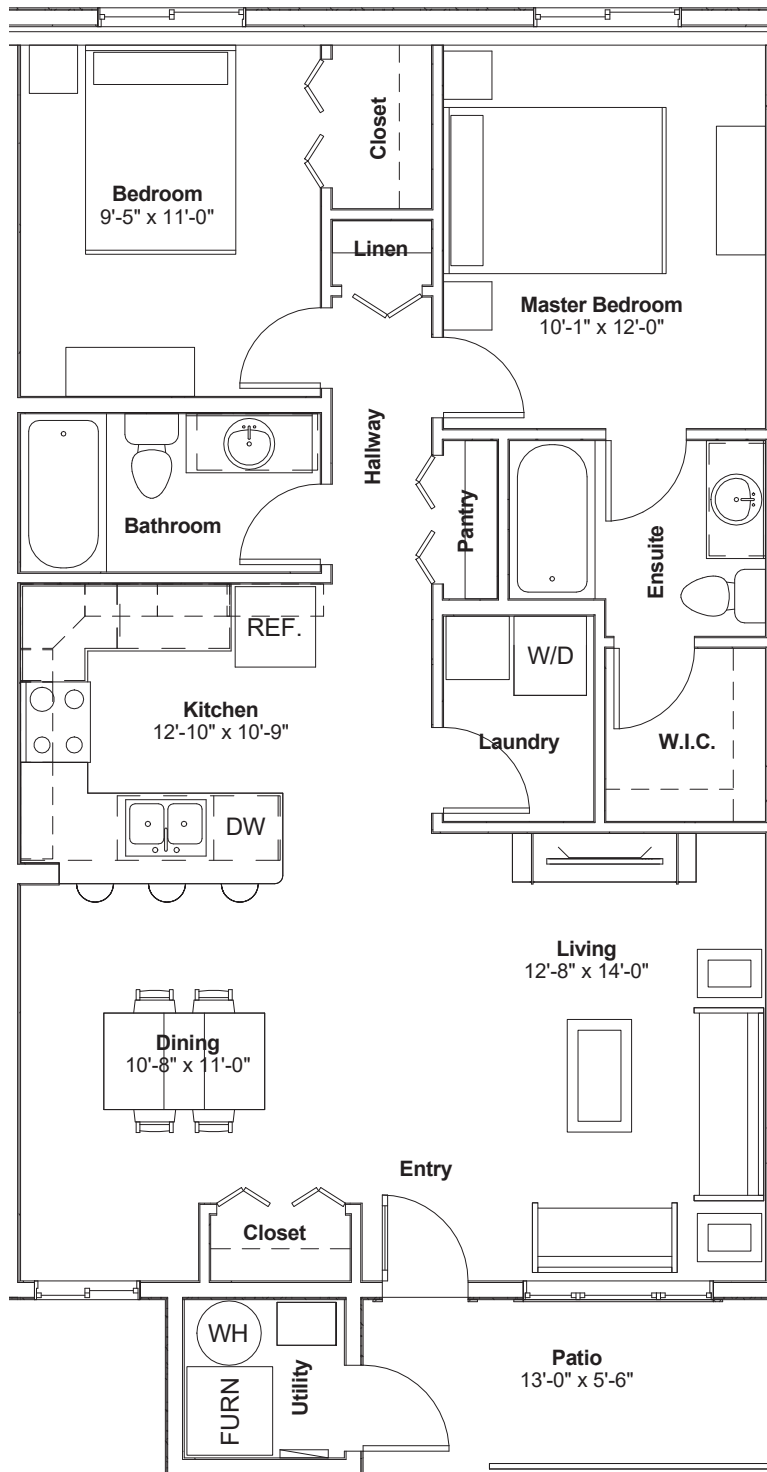 Closet
Bedroom
9'-5" x 11'-0"
Linen
Master Bedroom
10'-1" x 12'-0"
Hallway
Pantry
Bathroom
Ensuite
REF.
W/D
Kitchen
12'-10" x 10'-9"
Laundry
W.I.C.
DW
Living
12'-8" x 14'-0"
Dining
10'-8" x 11'-0"
Entry
Closet
WH
FURN
Utility
Patio
13'-0" x 5'-6"